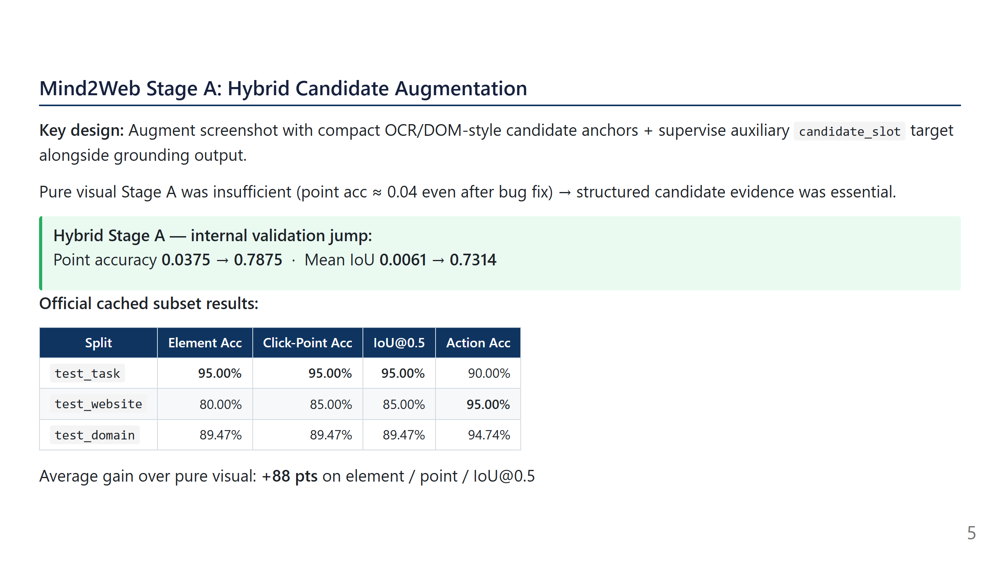 Mind2Web Stage A: Hybrid Candidate Augmentation
Key design: Augment screenshot with compact OCR/DOM-style candidate anchors + supervise auxiliary candidate_slot target
alongside grounding output.
Pure visual Stage A was insufficient (point acc ≈ 0.04 even after bug fix) → structured candidate evidence was essential.
Hybrid Stage A — internal validation jump:
Point accuracy 0.0375 → 0.7875 · Mean IoU 0.0061 → 0.7314
Official cached subset results:
Split Element Acc Click-Point Acc IoU@0.5 Action Acc
test_task 95.00% 95.00% 95.00% 90.00%
test_website 80.00% 85.00% 85.00% 95.00%
test_domain 89.47% 89.47% 89.47% 94.74%
Average gain over pure visual: +88 pts on element / point / IoU@0.5
5